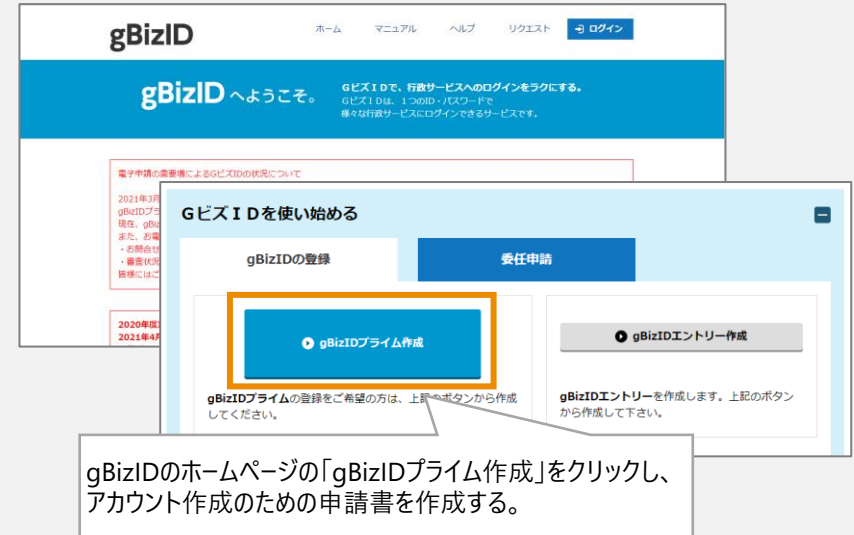 gBizID
ホーム マニュアル ヘルプ リクエスト ログイン
gBizID へようこそ。
GビズIDで、行政サービスへのログインをラクにする。
GビズIDは、1つのID・パスワードで
様々な行政サービスにログインできるサービスです。
電子申請の需要増によるGビズIDの状況について
2021年3月
gBizIDプラ
現在、gBiz
また、お電
・お問合せ
・審査状況
皆様にはご
2020年度
2021年4月
GビズIDを使い始める
gBizIDの登録 委任申請
gBizIDプライム作成
gBizIDプライムの登録をご希望の方は、上記のボタンから作成
してください。
gBizIDエントリー作成
gBizIDエントリーを作成します。上記のボタン
から作成して下さい。
gBizIDのホームページの「gBizIDプライム作成」をクリックし、
アカウント作成のための申請書を作成する。